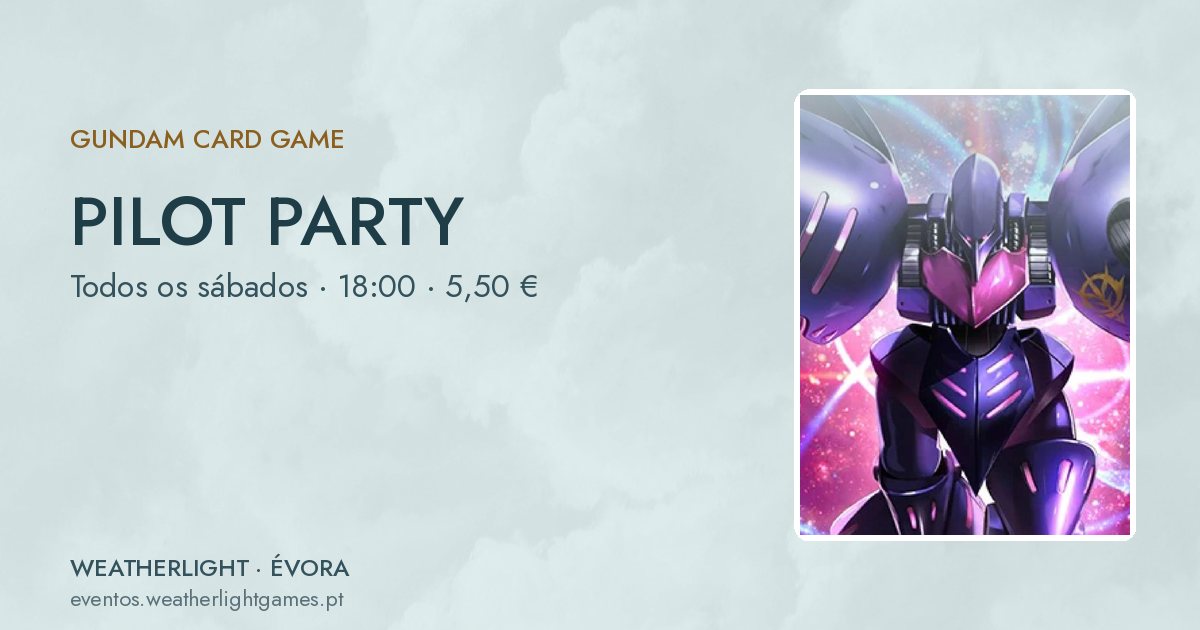 GUNDAM CARD GAME
PILOT PARTY
Todos os sábados · 18:00 · 5,50 €
WEATHERLIGHT · ÉVORA
eventos.weatherlightgames.pt